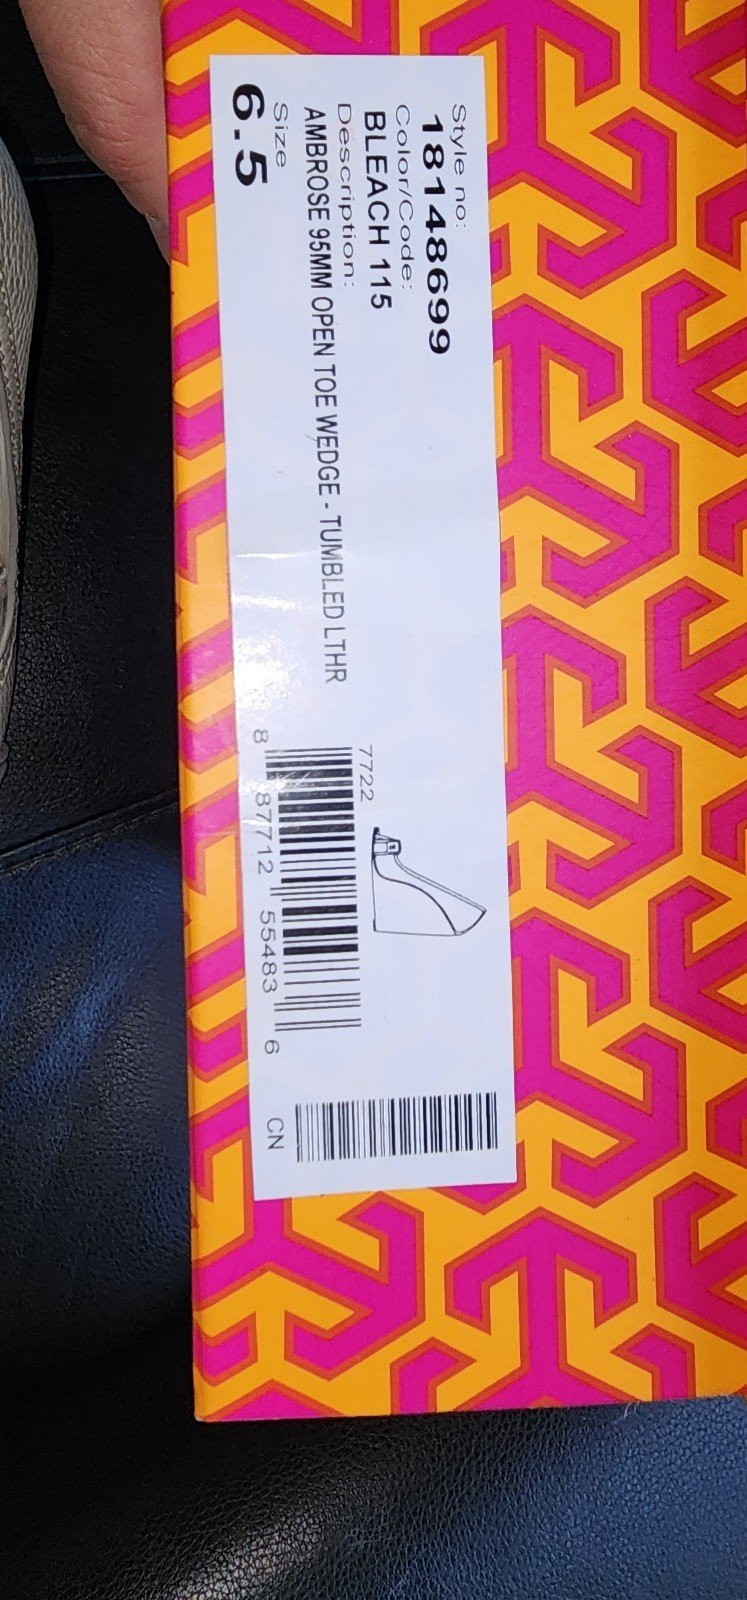 Style no:
18148699
Color/Code:
BLEACH 115
Description:
AMBROSE 95MM OPEN TOE WEDGE - TUMBLED LTHR
Size
6.5
7722
8 87712 55483 6
CN